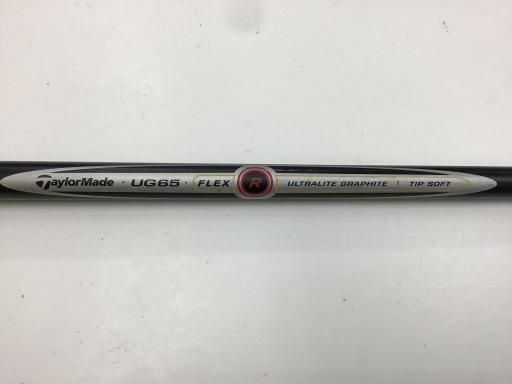 TaylorMade · UG65 · FLEX R ULTRALITE GRAPHITE | TIP SOFT